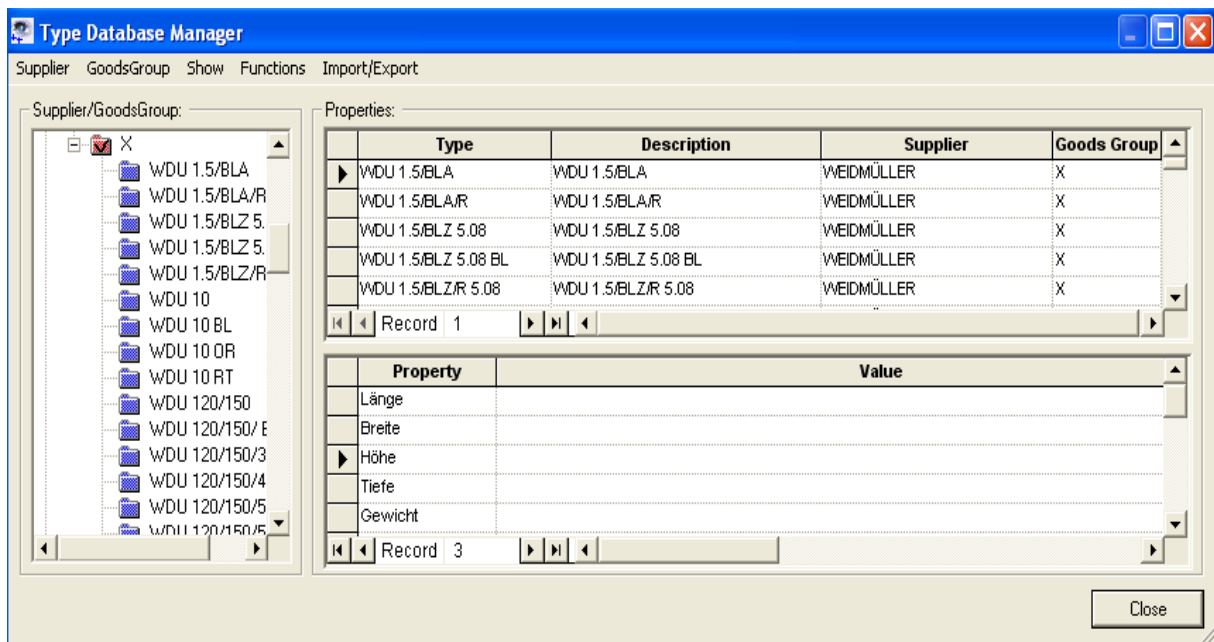 Type Database Manager
Supplier GoodsGroup Show Functions Import/Export
Supplier/GoodsGroup:
X
WDU 1.5/BLA
WDU 1.5/BLA/R
WDU 1.5/BLZ 5.
WDU 1.5/BLZ 5.
WDU 1.5/BLZ/R
WDU 10
WDU 10 BL
WDU 10 OR
WDU 10 RT
WDU 120/150
WDU 120/150/ E
WDU 120/150/3
WDU 120/150/4
WDU 120/150/5
WDU 120/150/5
Properties:
Type Description Supplier Goods Group
WDU 1.5/BLA WDU 1.5/BLA WEIDMÜLLER X
WDU 1.5/BLA/R WDU 1.5/BLA/R WEIDMÜLLER X
WDU 1.5/BLZ 5.08 WDU 1.5/BLZ 5.08 WEIDMÜLLER X
WDU 1.5/BLZ 5.08 BL WDU 1.5/BLZ 5.08 BL WEIDMÜLLER X
WDU 1.5/BLZ/R 5.08 WDU 1.5/BLZ/R 5.08 WEIDMÜLLER X
Record 1
Property Value
Länge
Breite
Höhe
Tiefe
Gewicht
Record 3
Close